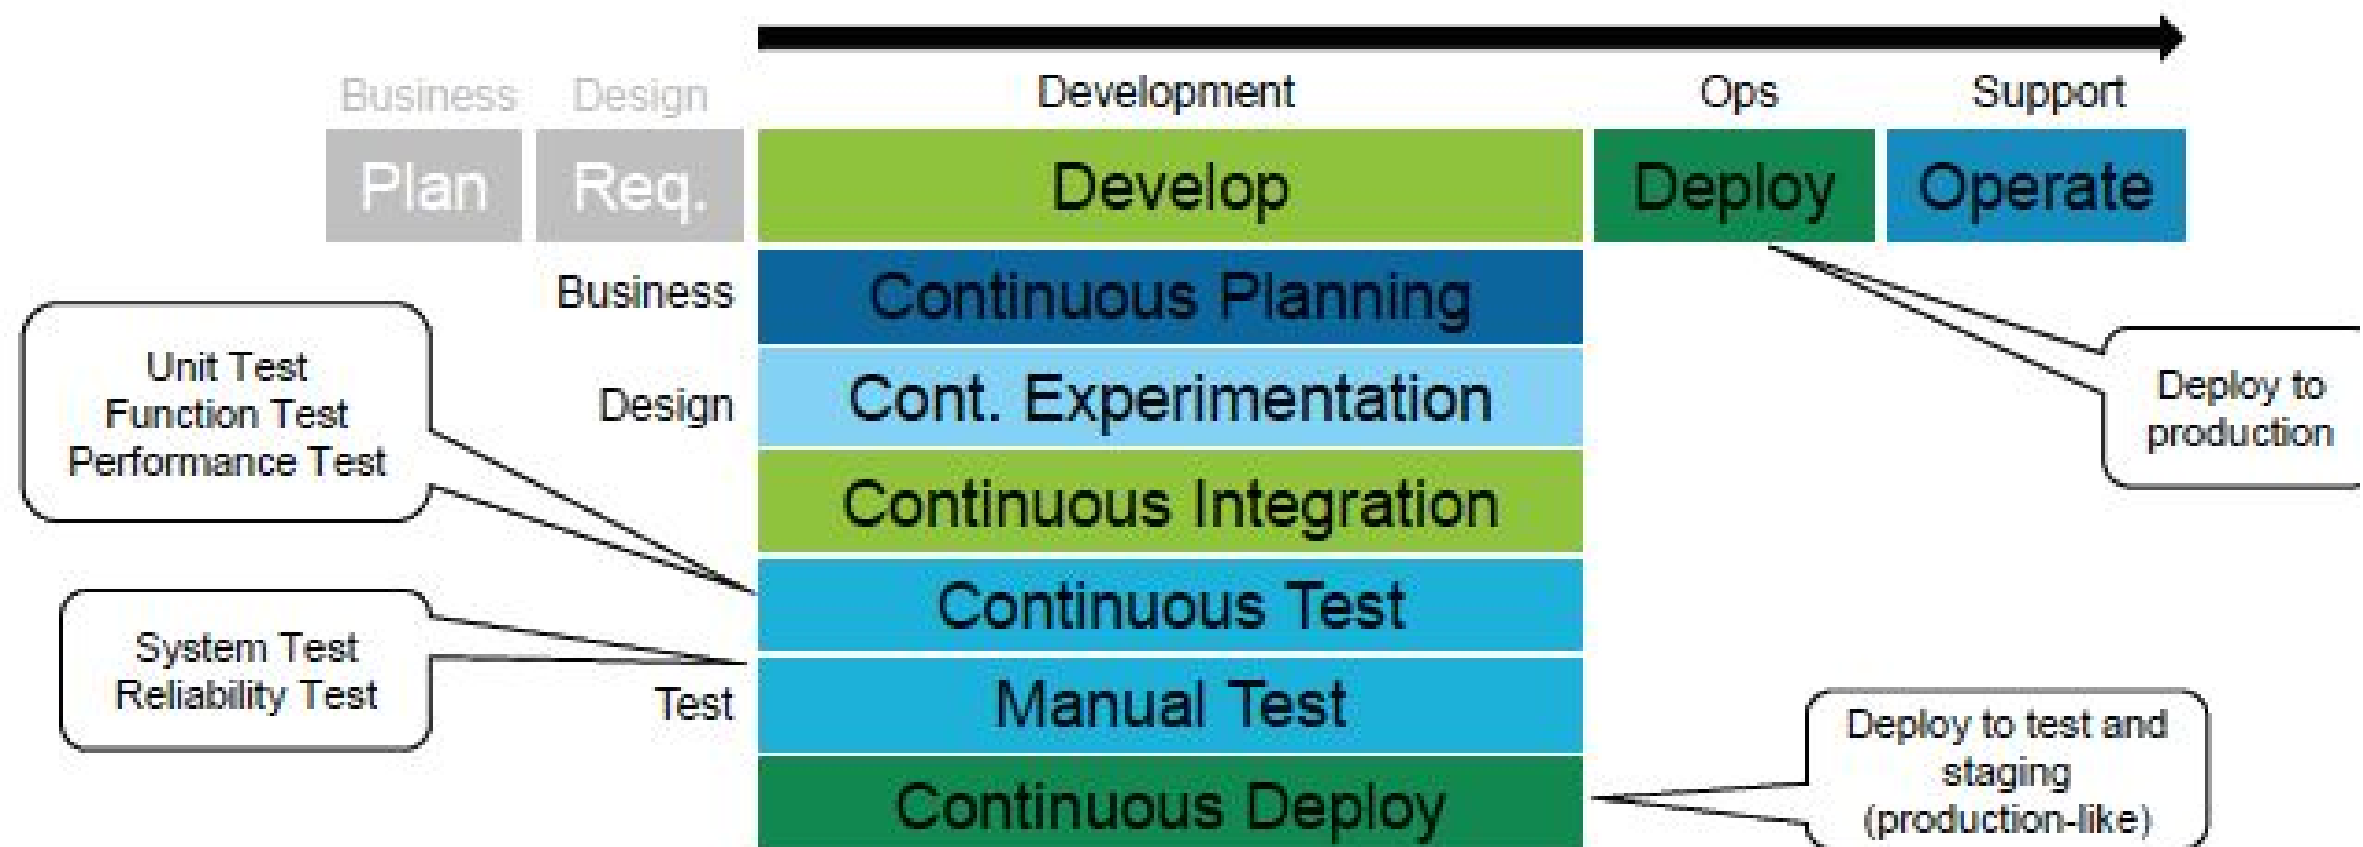 Business Design Development Ops Support
Plan Req. Develop Deploy Operate
Business Continuous Planning
Unit Test
Function Test
Performance Test
Design Cont. Experimentation
Deploy to
production
Continuous Integration
Continuous Test
System Test
Reliability Test
Test Manual Test
Continuous Deploy
Deploy to test and
staging
(production-like)